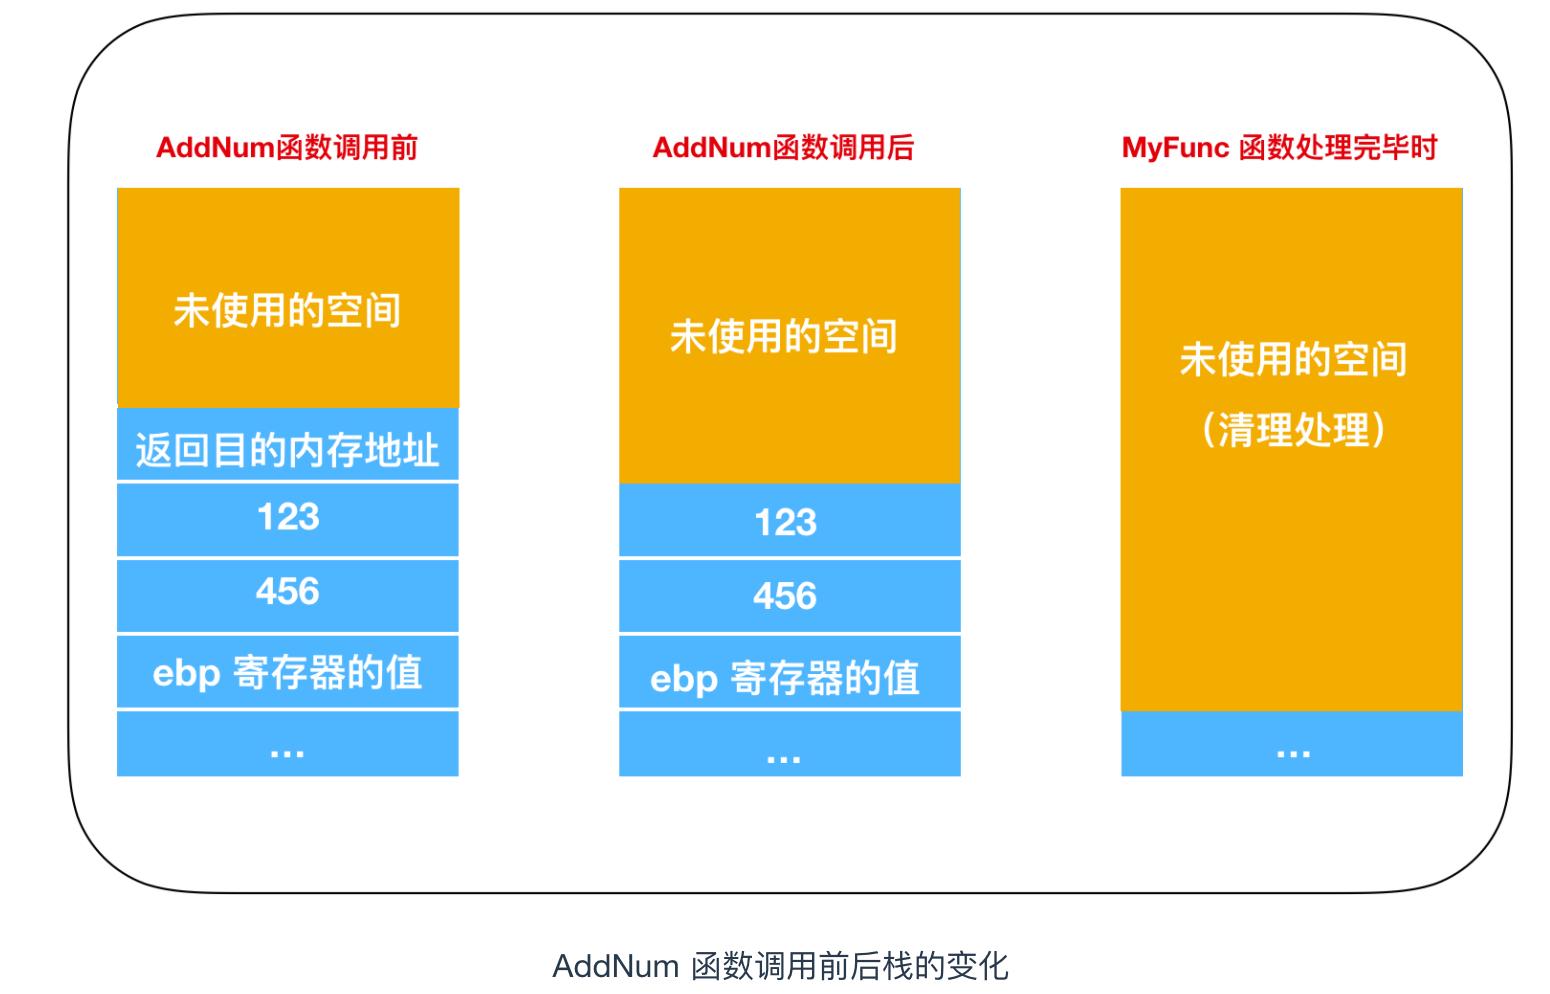 AddNum函数调用前
未使用的空间
返回目的内存地址
123
456
ebp 寄存器的值
...
AddNum函数调用后
未使用的空间
123
456
ebp 寄存器的值
...
MyFunc 函数处理完毕时
未使用的空间
（清理处理）
...
AddNum 函数调用前后栈的变化